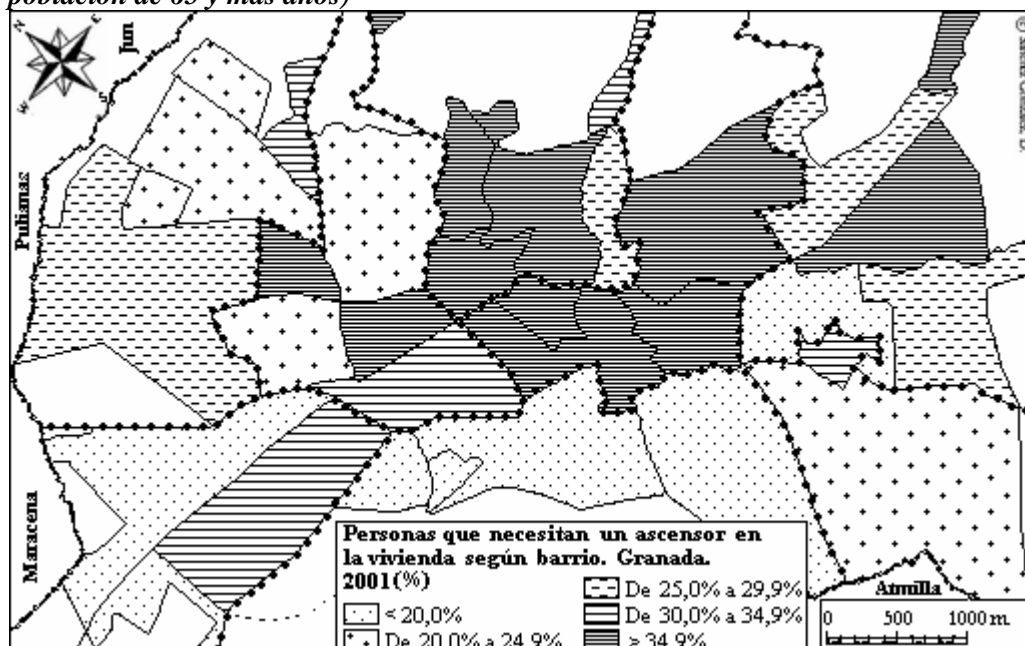 población de 65 y más años)
N
E
Jun
W
S
Pulianas
Maracena
Personas que necesitan un ascensor en
la vivienda según barrio. Granada.
2001(%)
< 20,0%
De 20,0% a 24,9%
De 25,0% a 29,9%
De 30,0% a 34,9%
> 34,9%
Armilla
0 500 1000 m.